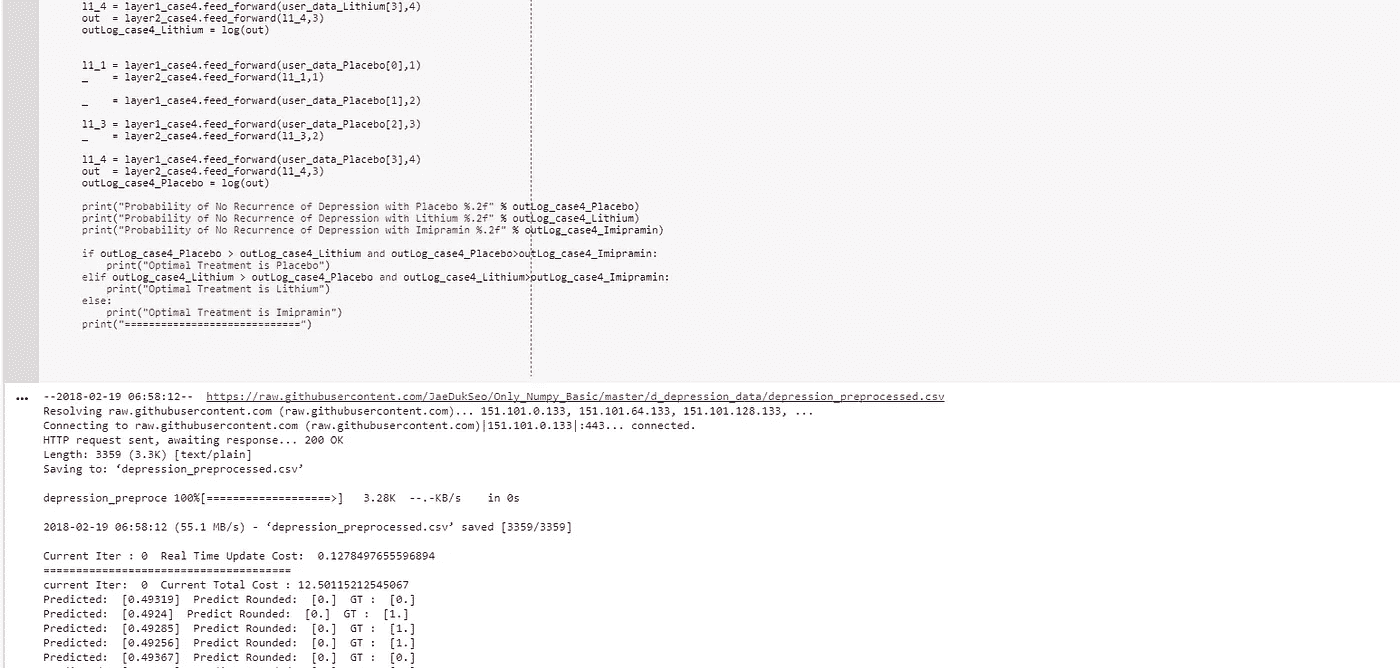 l1_4 = layer1_case4.feed_forward(user_data_Lithium[3],4)
out  = layer2_case4.feed_forward(l1_4,3)
outLog_case4_Lithium = log(out)
l1_1 = layer1_case4.feed_forward(user_data_Placebo[0],1)
_    = layer2_case4.feed_forward(l1_1,1)
_    = layer1_case4.feed_forward(user_data_Placebo[1],2)
l1_3 = layer1_case4.feed_forward(user_data_Placebo[2],3)
_    = layer2_case4.feed_forward(l1_3,2)
l1_4 = layer1_case4.feed_forward(user_data_Placebo[3],4)
out  = layer2_case4.feed_forward(l1_4,3)
outLog_case4_Placebo = log(out)
print("Probability of No Recurrence of Depression with Placebo %.2f" % outLog_case4_Placebo)
print("Probability of No Recurrence of Depression with Lithium %.2f" % outLog_case4_Lithium)
print("Probability of No Recurrence of Depression with Imipramin %.2f" % outLog_case4_Imipramin)
if outLog_case4_Placebo > outLog_case4_Lithium and outLog_case4_Placebo>outLog_case4_Imipramin:
    print("Optimal Treatment is Placebo")
elif outLog_case4_Lithium > outLog_case4_Placebo and outLog_case4_Lithium>outLog_case4_Imipramin:
    print("Optimal Treatment is Lithium")
else:
    print("Optimal Treatment is Imipramin")
print("=============================")
--2018-02-19 06:58:12--  https://raw.githubusercontent.com/JaeDukSeo/Only_Numpy_Basic/master/d_depression_data/depression_preprocessed.csv
Resolving raw.githubusercontent.com (raw.githubusercontent.com)... 151.101.0.133, 151.101.64.133, 151.101.128.133, ...
Connecting to raw.githubusercontent.com (raw.githubusercontent.com)|151.101.0.133|:443... connected.
HTTP request sent, awaiting response... 200 OK
Length: 3359 (3.3K) [text/plain]
Saving to: ‘depression_preprocessed.csv’
depression_preproce 100%[===================>]   3.28K  --.-KB/s    in 0s
2018-02-19 06:58:12 (55.1 MB/s) - ‘depression_preprocessed.csv’ saved [3359/3359]
Current Iter : 0  Real Time Update Cost:  0.1278497655596894
======================================
current Iter:  0  Current Total Cost : 12.50115212545067
Predicted:  [0.49319]  Predict Rounded:  [0.]  GT :  [0.]
Predicted:  [0.4924]  Predict Rounded:  [0.]  GT :  [1.]
Predicted:  [0.49285]  Predict Rounded:  [0.]  GT :  [1.]
Predicted:  [0.49256]  Predict Rounded:  [0.]  GT :  [1.]
Predicted:  [0.49367]  Predict Rounded:  [0.]  GT :  [0.]